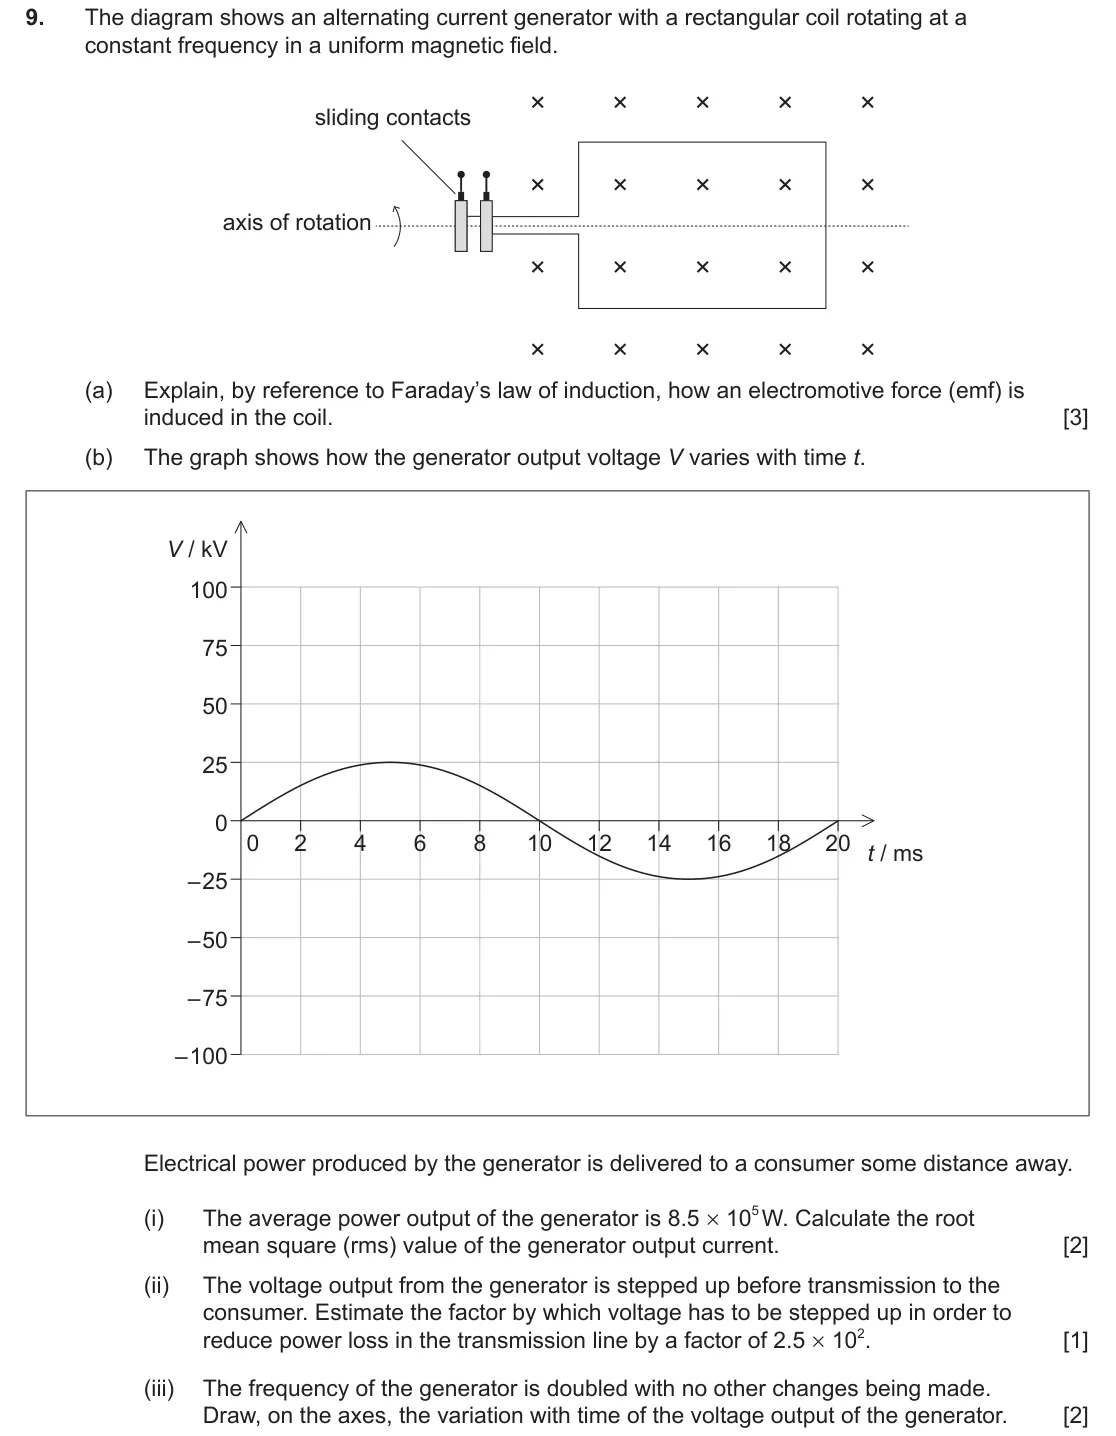 9. The diagram shows an alternating current generator with a rectangular coil rotating at a
constant frequency in a uniform magnetic field.
sliding contacts
axis of rotation
(a) Explain, by reference to Faraday’s law of induction, how an electromotive force (emf) is
induced in the coil. [3]
(b) The graph shows how the generator output voltage V varies with time t.
V / kV
100
75
50
25
0
0 2 4 6 8 10 12 14 16 18 20
t / ms
–25
–50
–75
–100
Electrical power produced by the generator is delivered to a consumer some distance away.
(i) The average power output of the generator is 8.5 × 10⁵ W. Calculate the root
mean square (rms) value of the generator output current. [2]
(ii) The voltage output from the generator is stepped up before transmission to the
consumer. Estimate the factor by which voltage has to be stepped up in order to
reduce power loss in the transmission line by a factor of 2.5 × 10². [1]
(iii) The frequency of the generator is doubled with no other changes being made.
Draw, on the axes, the variation with time of the voltage output of the generator. [2]